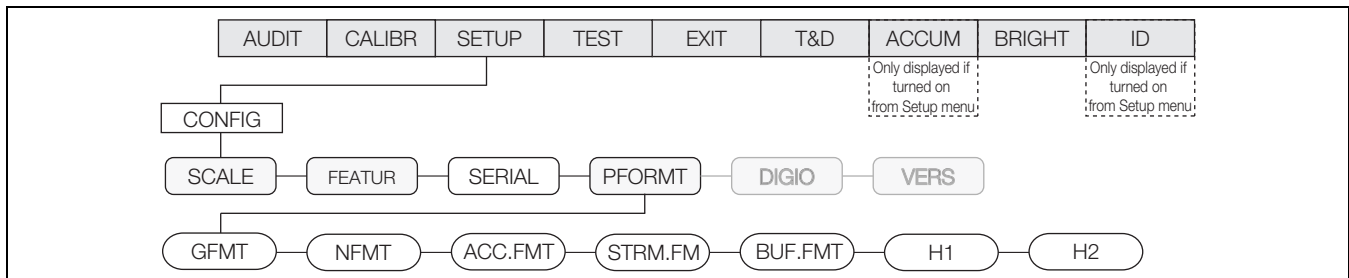 AUDIT CALIBR SETUP TEST EXIT T&D ACCUM BRIGHT ID
Only displayed if turned on from Setup menu
Only displayed if turned on from Setup menu
CONFIG
SCALE FEATUR SERIAL PFORMT DIGIO VERS
GFMT NFMT ACC.FMT STRM.FM BUF.FMT H1 H2